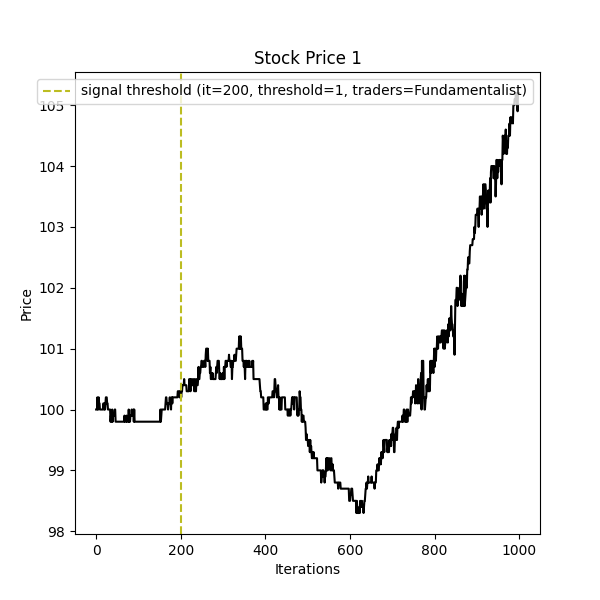 Stock Price 1
signal threshold (it=200, threshold=1, traders=Fundamentalist)
105
104
103
102
101
100
99
98
Price
0 200 400 600 800 1000
Iterations